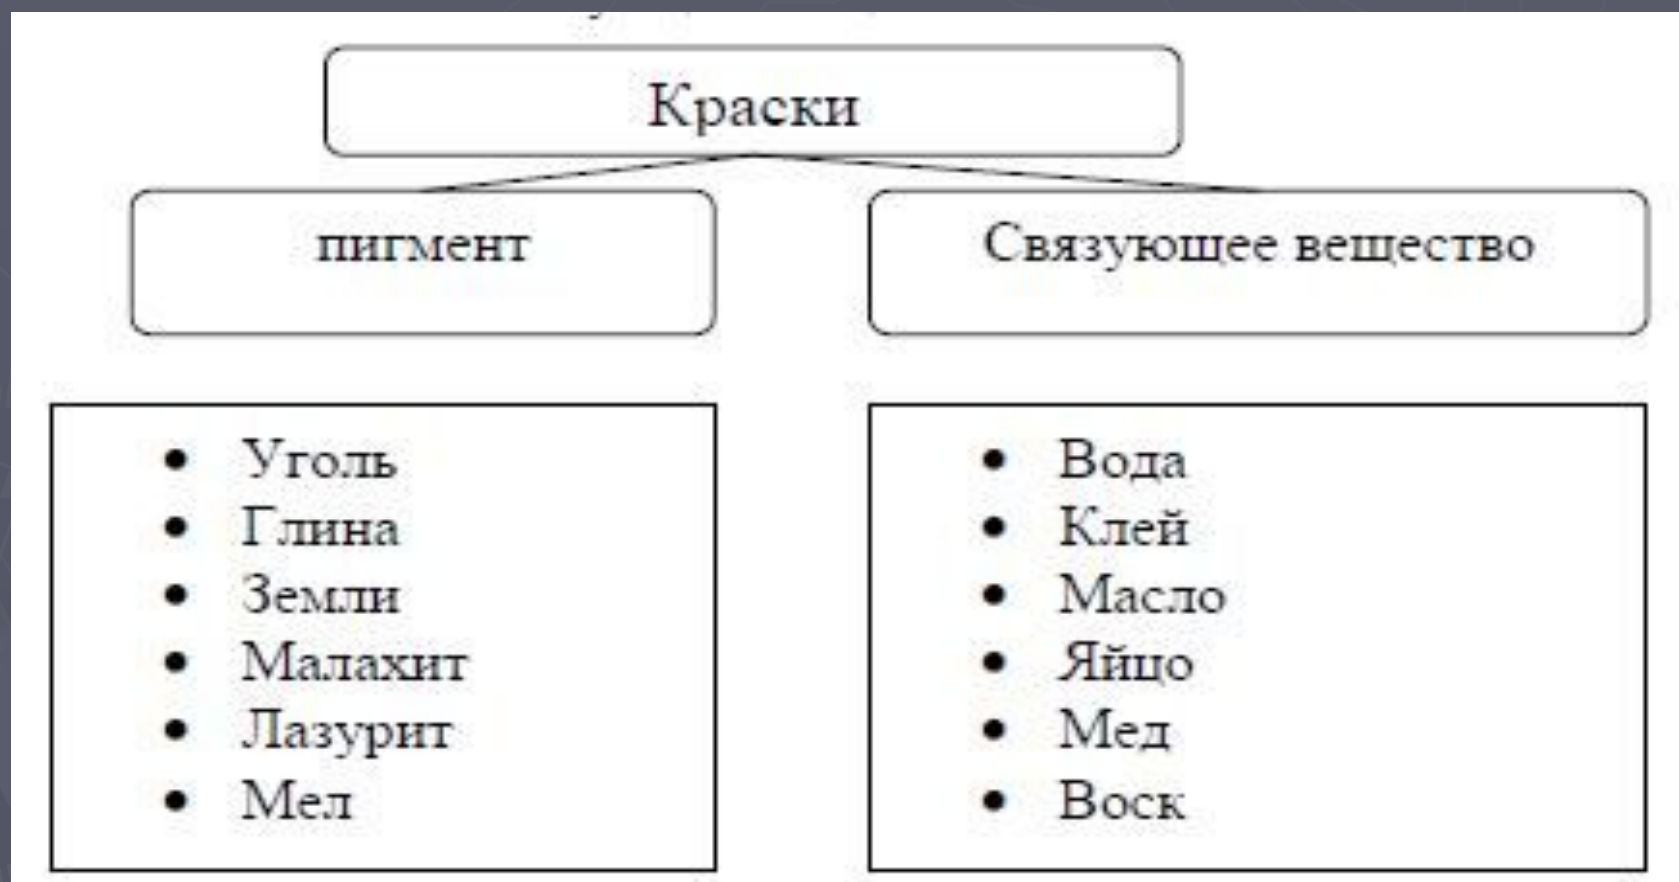 Краски
пигмент
Связующее вещество
• Уголь
• Глина
• Земли
• Малахит
• Лазурит
• Мел
• Вода
• Клей
• Масло
• Яйцо
• Мед
• Воск